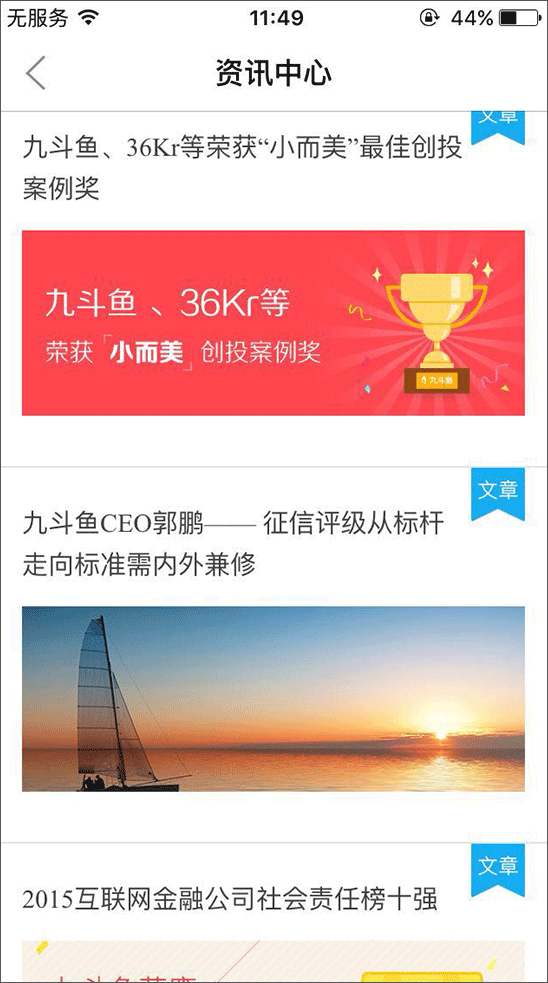 无服务 11:49 44%
资讯中心
文章
九斗鱼、36Kr等荣获“小而美”最佳创投
案例奖
九斗鱼 、36Kr等
荣获「小而美」创投案例奖
九斗鱼
文章
九斗鱼CEO郭鹏—— 征信评级从标杆
走向标准需内外兼修
文章
2015互联网金融公司社会责任榜十强